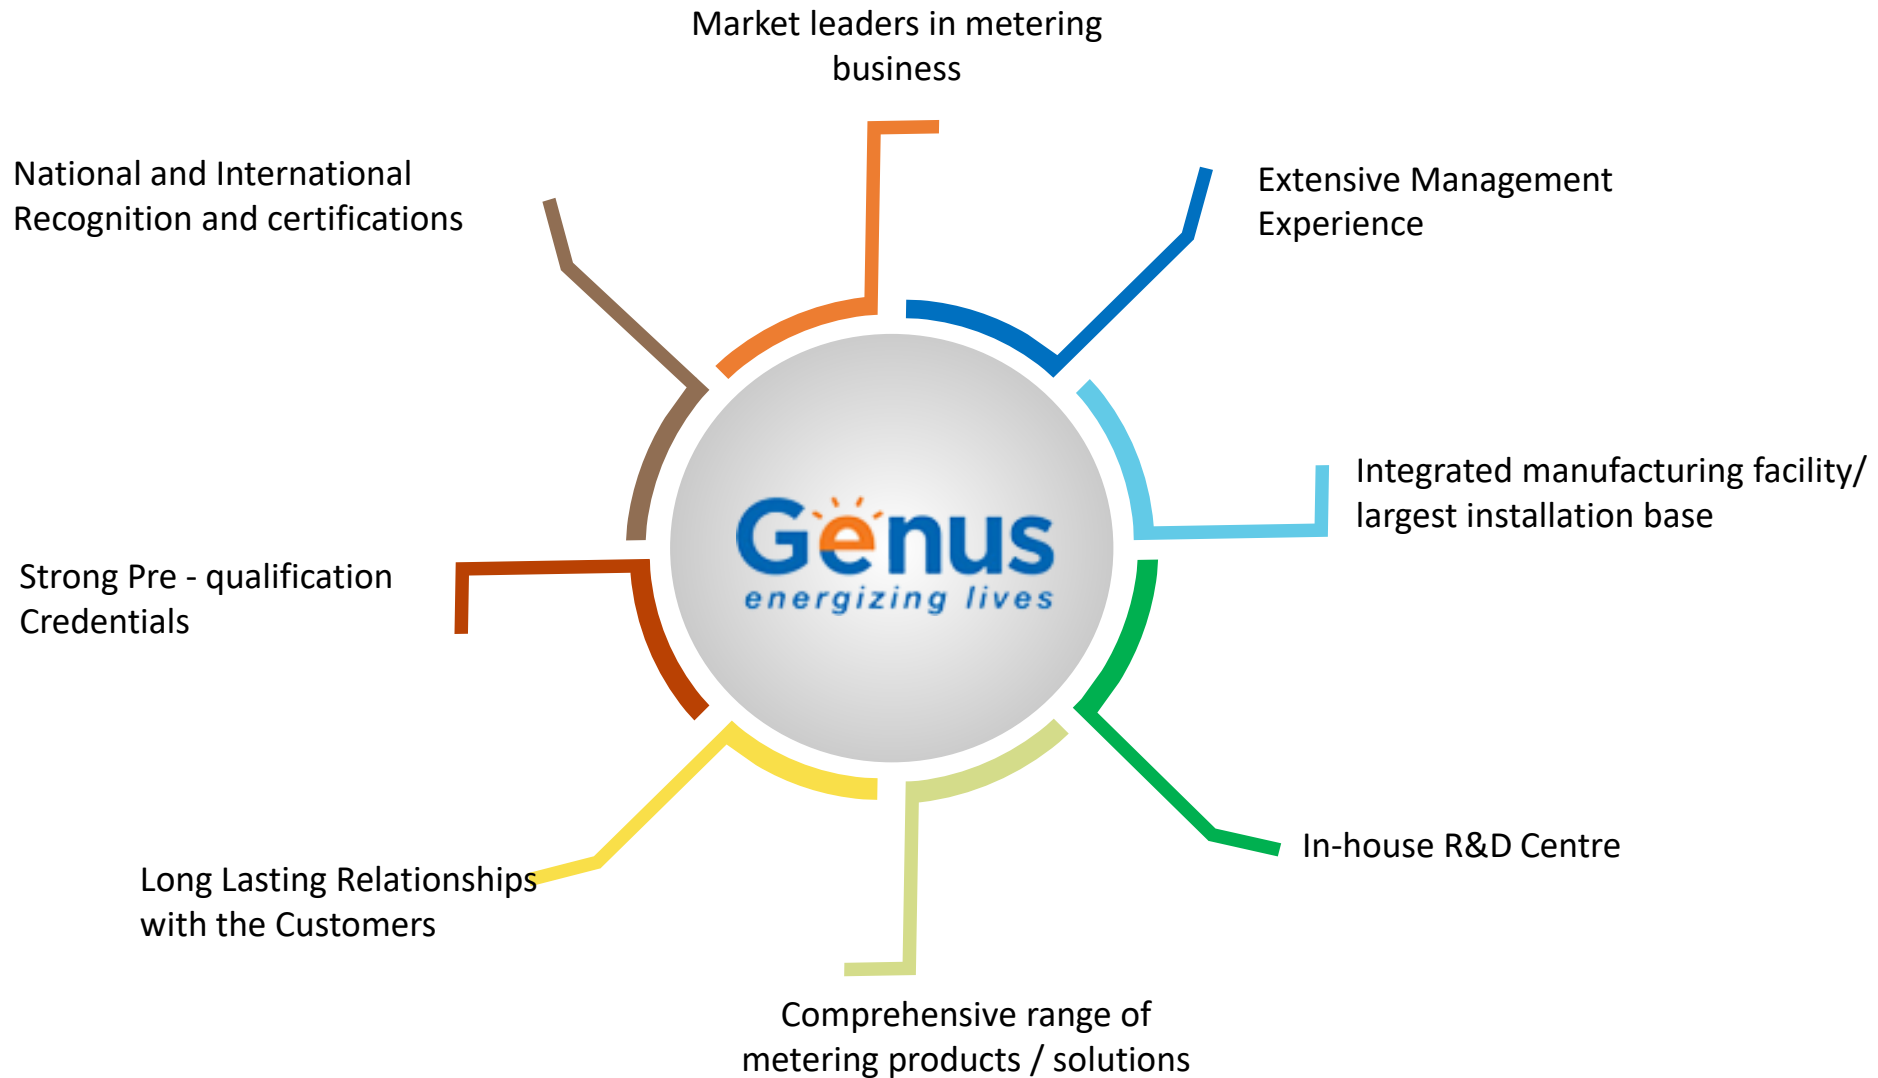 Market leaders in metering
business
National and International
Recognition and certifications
Extensive Management
Experience
Integrated manufacturing facility/
largest installation base
Genus
energizing lives
Strong Pre - qualification
Credentials
In-house R&D Centre
Long Lasting Relationships
with the Customers
Comprehensive range of
metering products / solutions